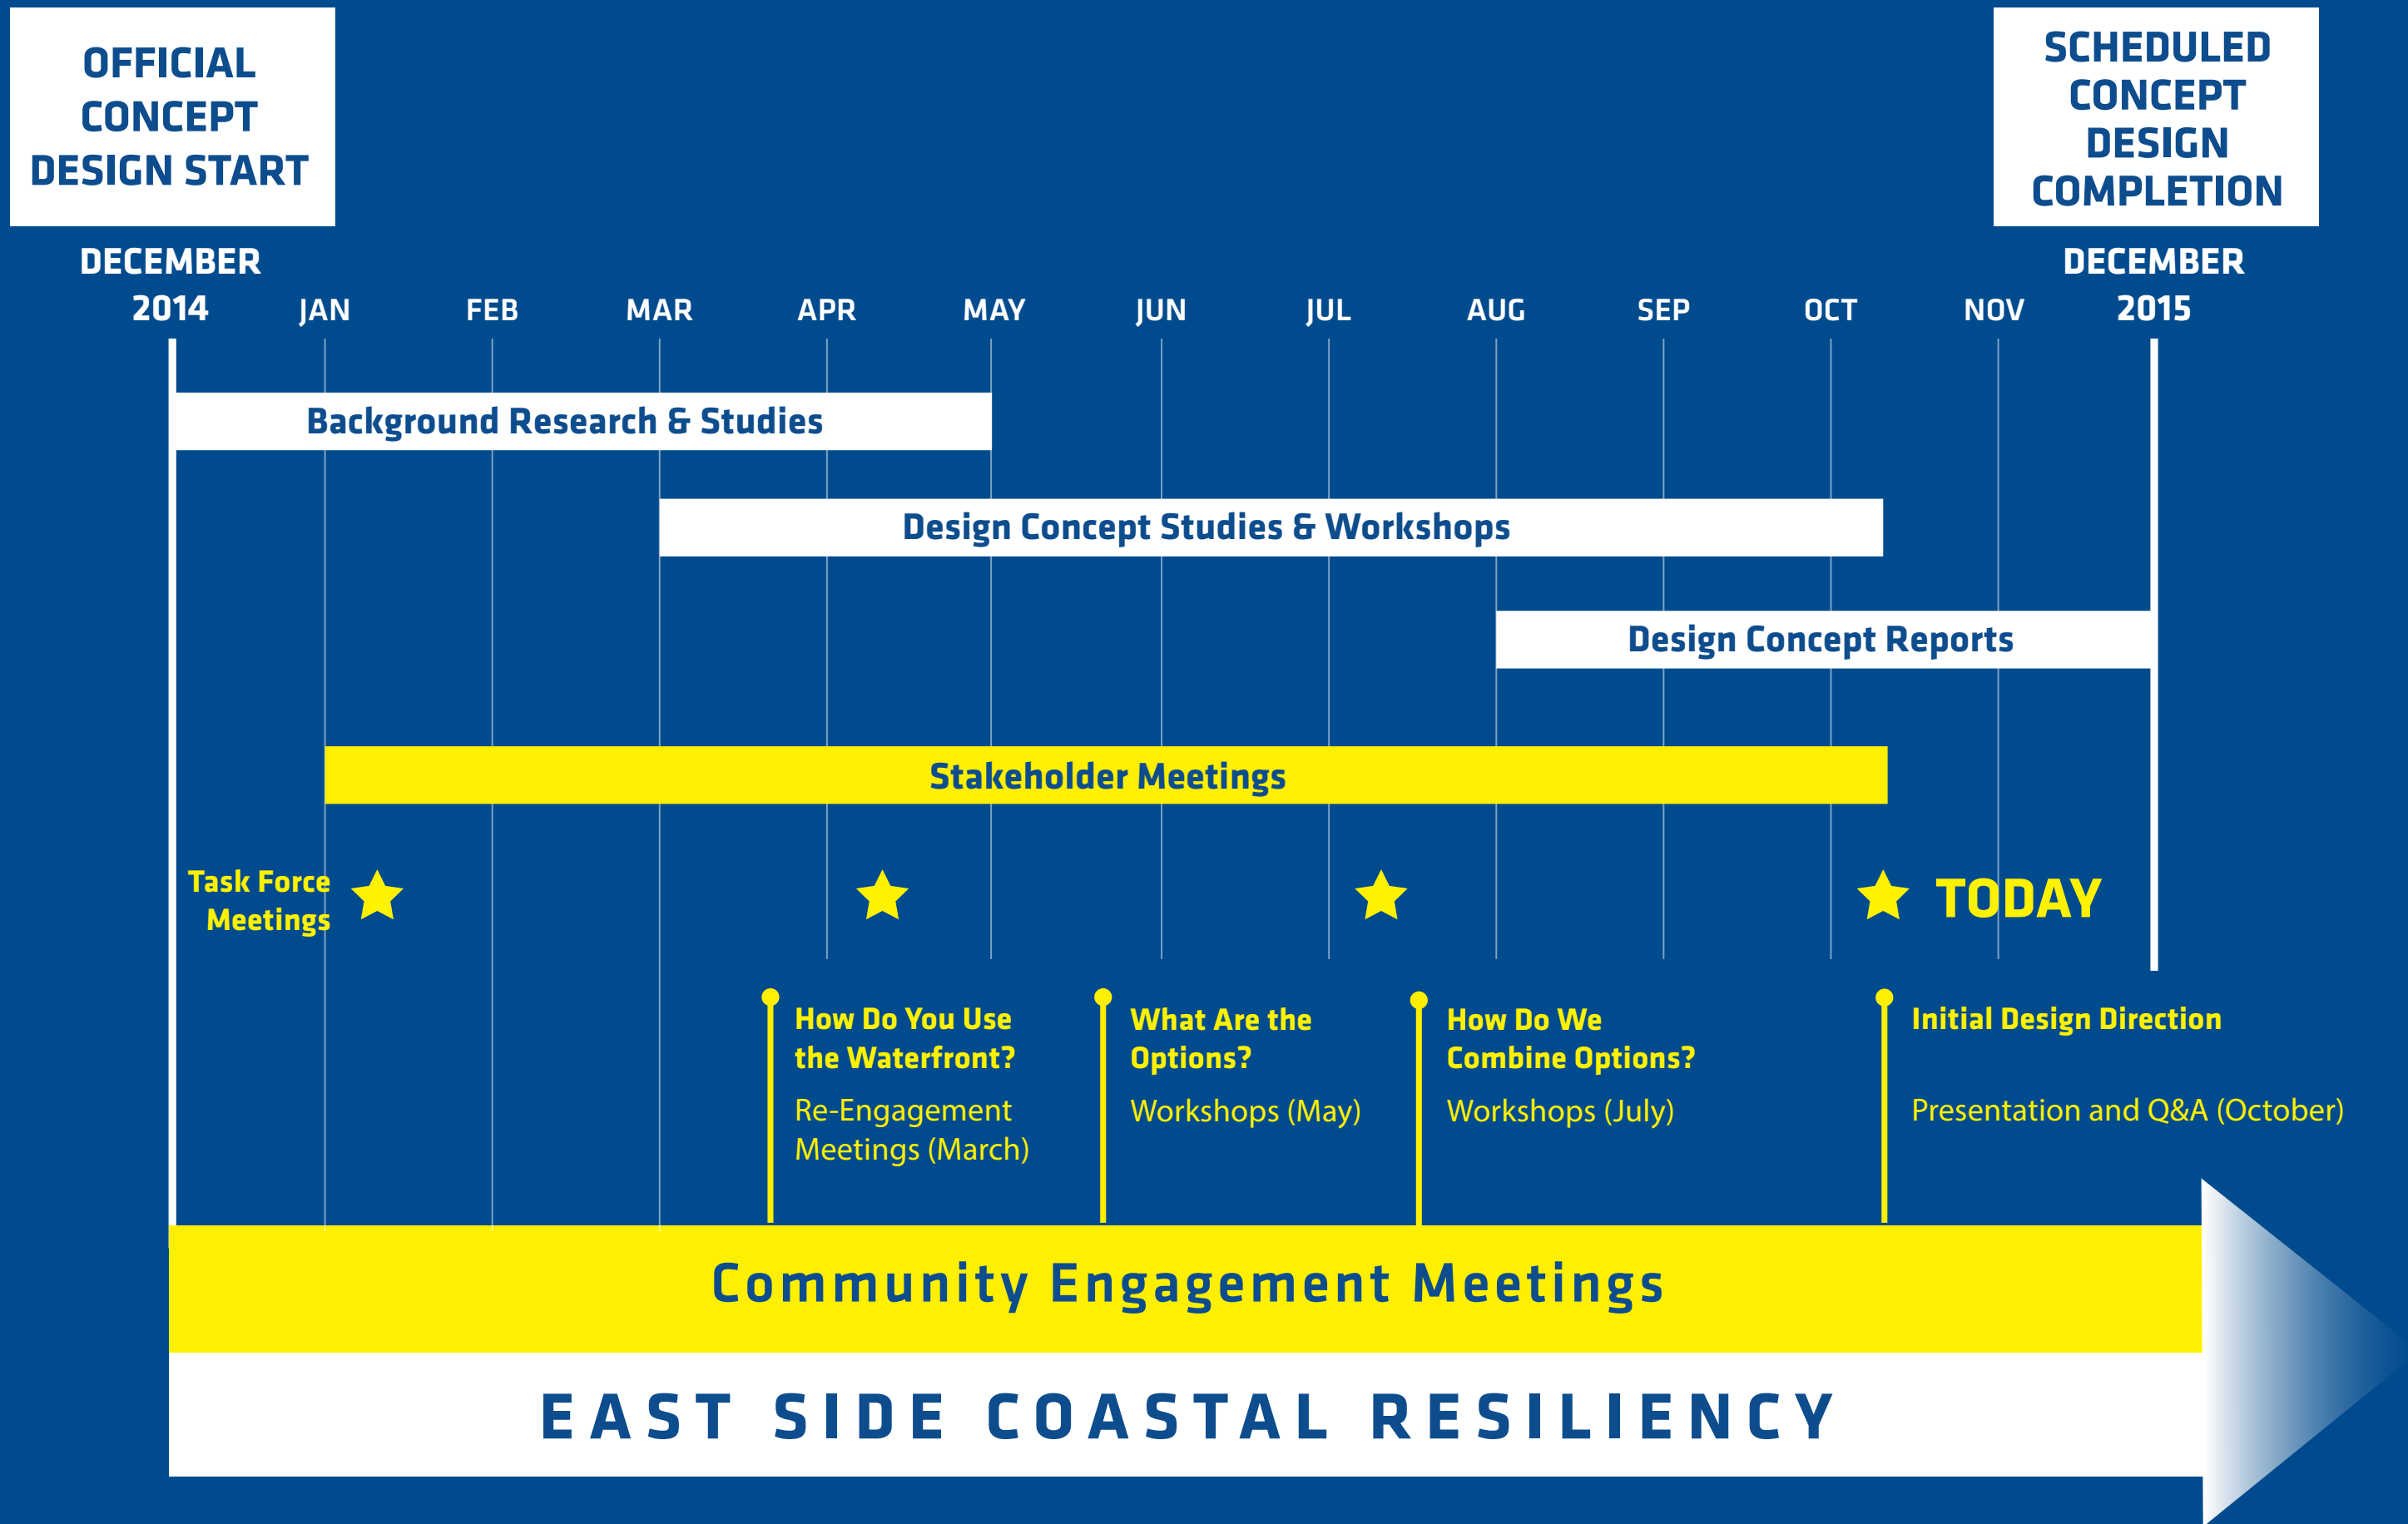 OFFICIAL
CONCEPT
DESIGN START
SCHEDULED
CONCEPT
DESIGN
COMPLETION
DECEMBER
2014
JAN
FEB
MAR
APR
MAY
JUN
JUL
AUG
SEP
OCT
NOV
DECEMBER
2015
Background Research & Studies
Design Concept Studies & Workshops
Design Concept Reports
Stakeholder Meetings
Task Force
Meetings
TODAY
How Do You Use
the Waterfront?
Re-Engagement
Meetings (March)
What Are the
Options?
Workshops (May)
How Do We
Combine Options?
Workshops (July)
Initial Design Direction
Presentation and Q&A (October)
Community Engagement Meetings
EAST SIDE COASTAL RESILIENCY